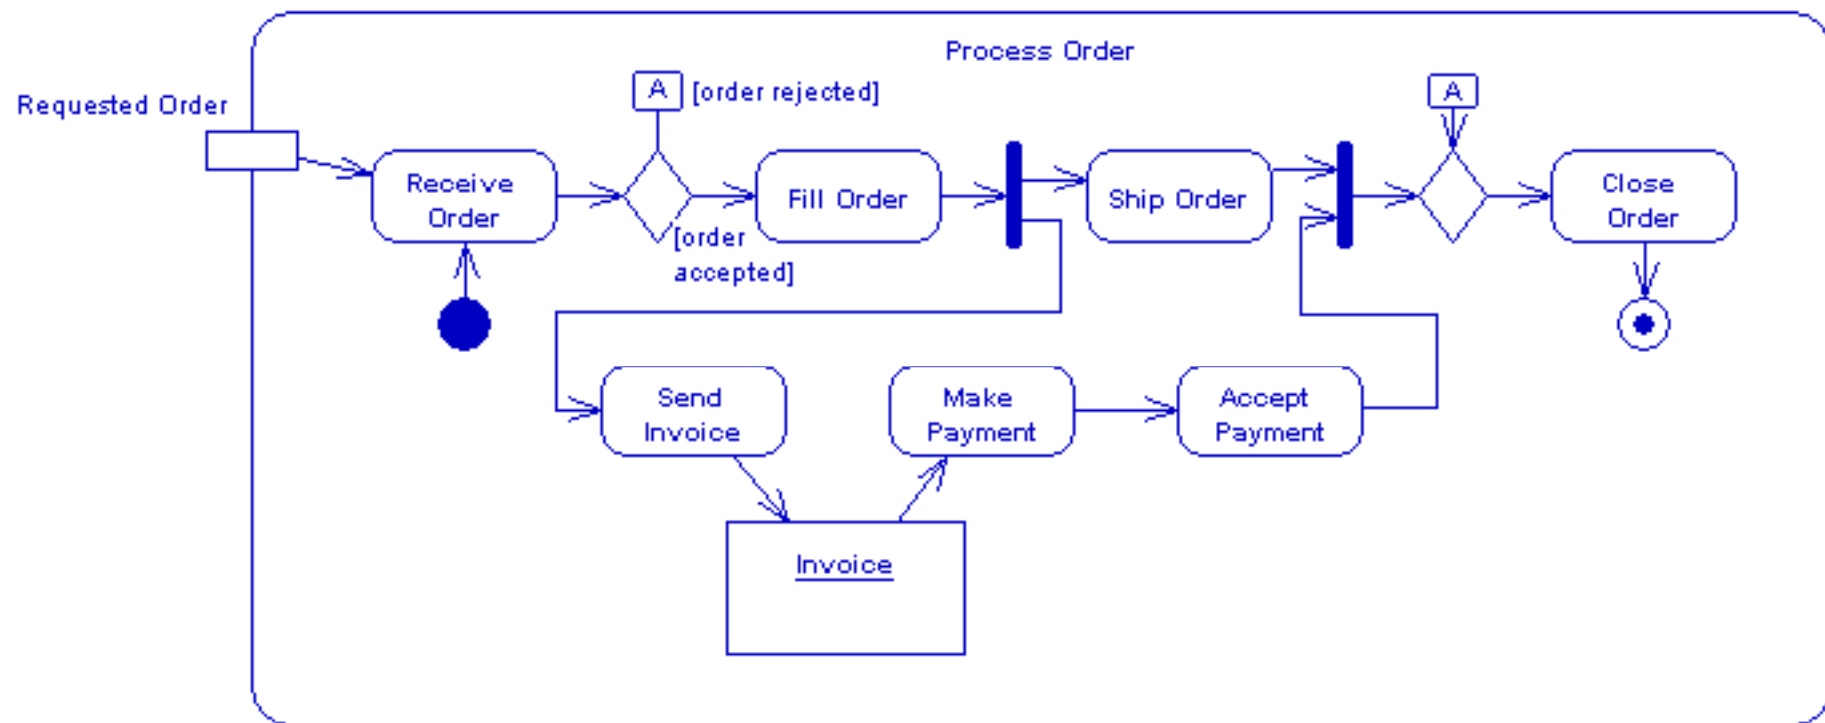 Process Order
Requested Order
A
[order rejected]
A
Receive
Order
Fill Order
Ship Order
Close
Order
[order
accepted]
Send
Invoice
Make
Payment
Accept
Payment
Invoice